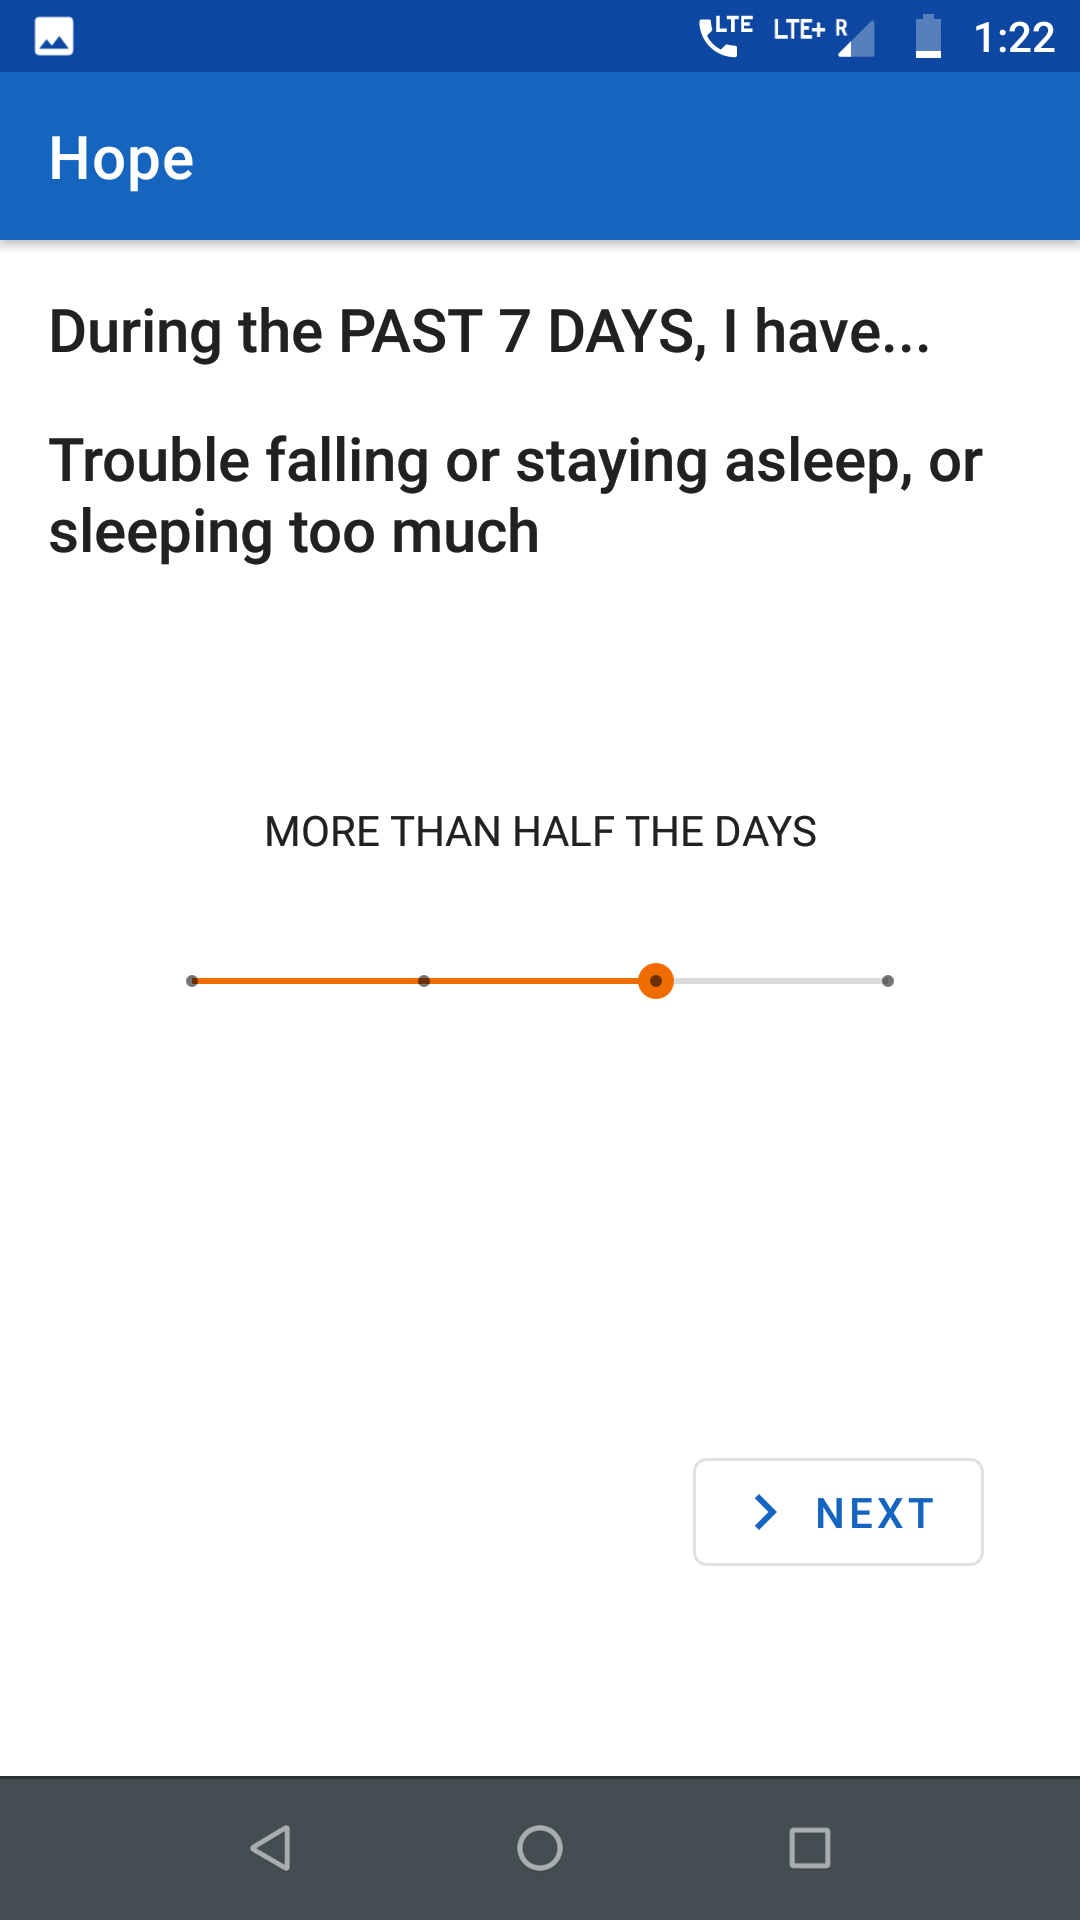 LTE LTE+ R 1:22
Hope
During the PAST 7 DAYS, I have...
Trouble falling or staying asleep, or
sleeping too much
MORE THAN HALF THE DAYS
NEXT